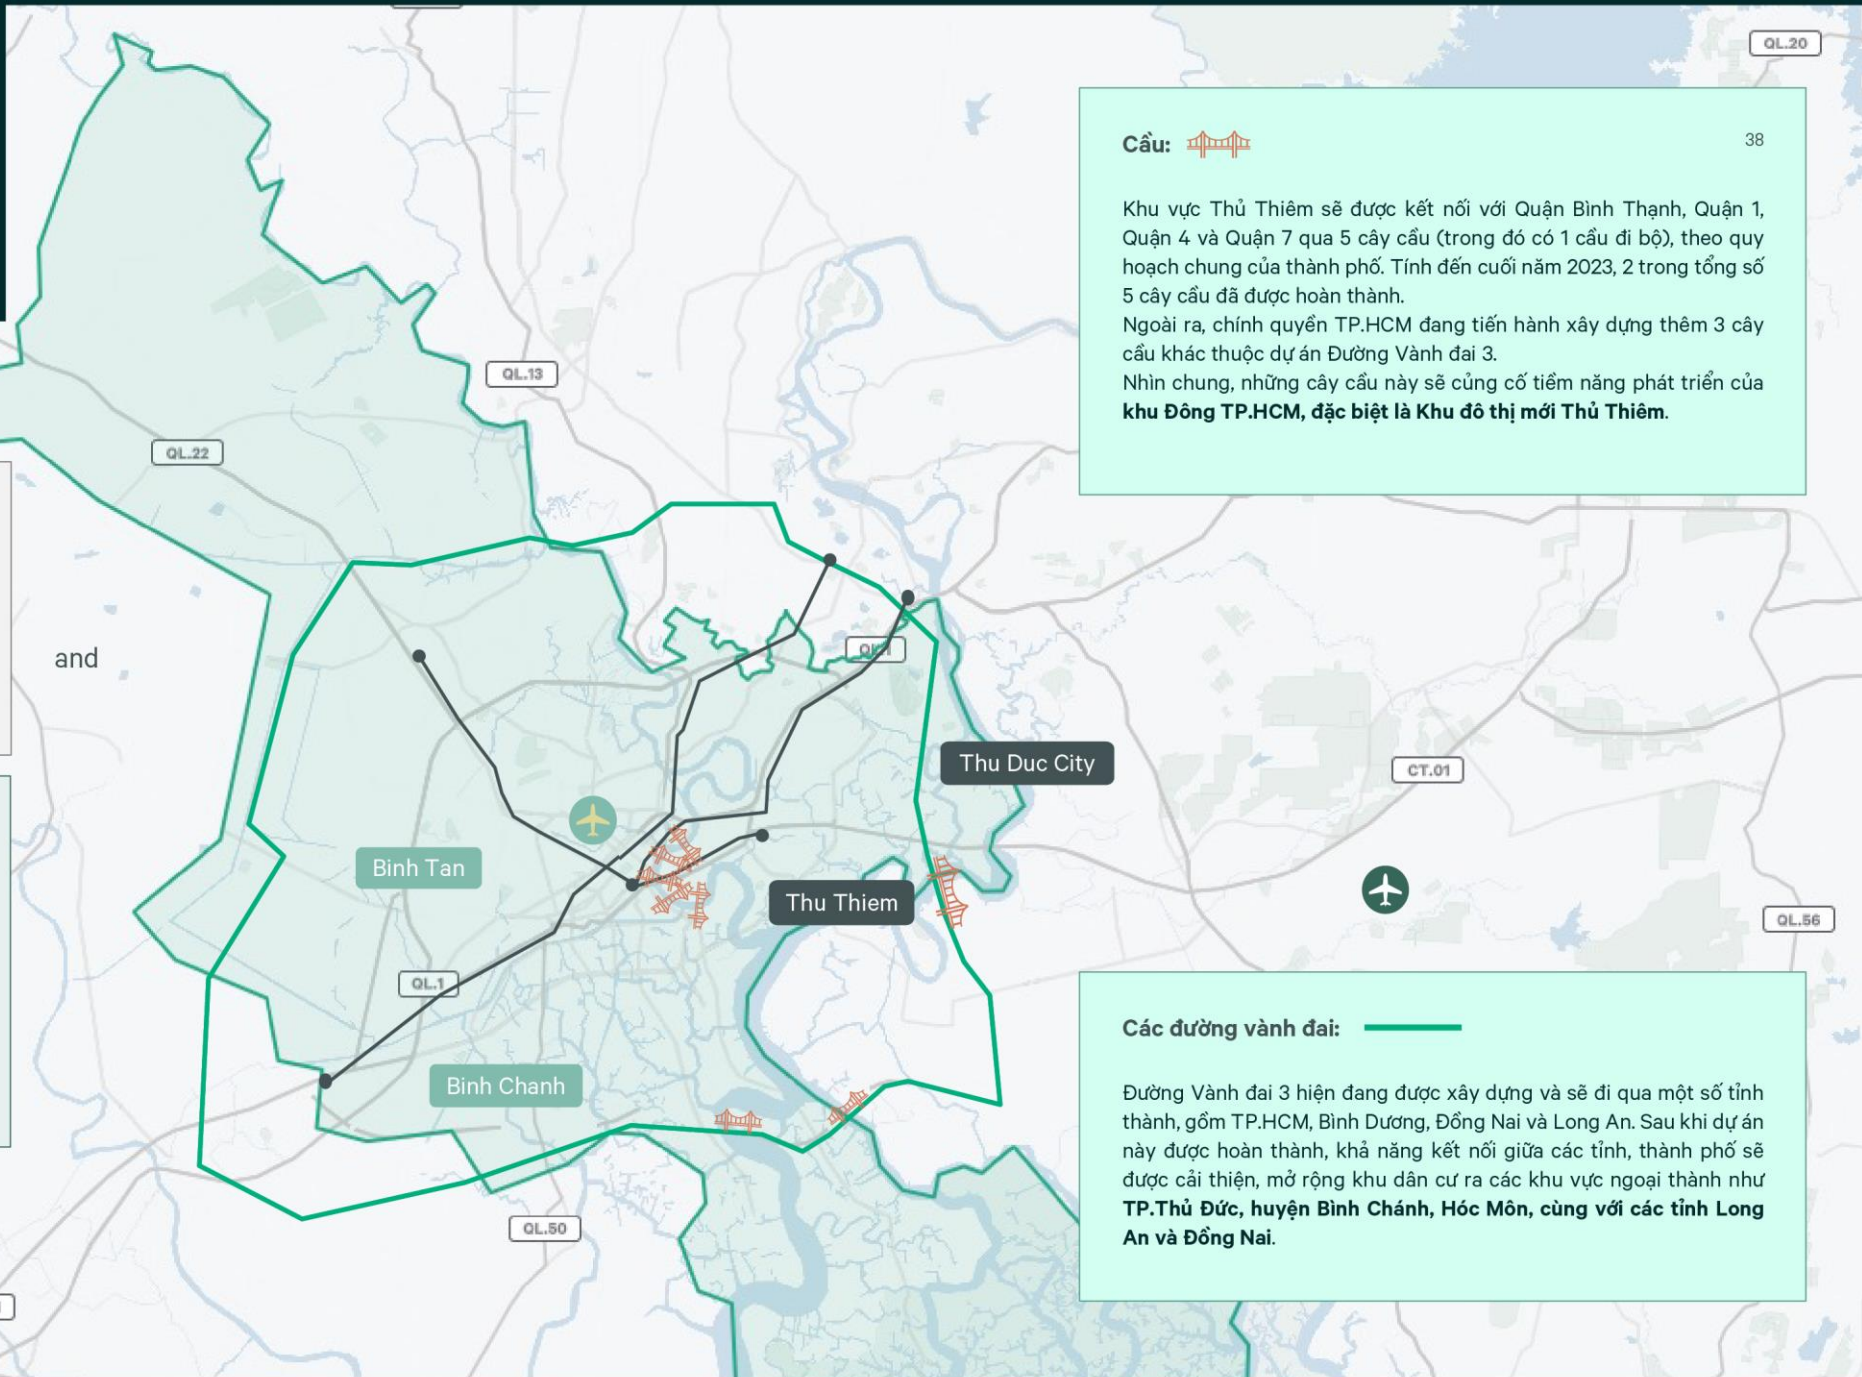 QL.20
Cầu:
38
Khu vực Thủ Thiêm sẽ được kết nối với Quận Bình Thạnh, Quận 1,
Quận 4 và Quận 7 qua 5 cây cầu (trong đó có 1 cầu đi bộ), theo quy
hoạch chung của thành phố. Tính đến cuối năm 2023, 2 trong tổng số
5 cây cầu đã được hoàn thành.
Ngoài ra, chính quyền TP.HCM đang tiến hành xây dựng thêm 3 cây
cầu khác thuộc dự án Đường Vành đai 3.
Nhìn chung, những cây cầu này sẽ củng cố tiềm năng phát triển của
khu Đông TP.HCM, đặc biệt là Khu đô thị mới Thủ Thiêm.
QL.13
QL.22
and
QL.1
Thu Duc City
CT.01
Binh Tan
Thu Thiem
QL.56
QL.1
Các đường vành đai:
Đường Vành đai 3 hiện đang được xây dựng và sẽ đi qua một số tỉnh
thành, gồm TP.HCM, Bình Dương, Đồng Nai và Long An. Sau khi dự án
này được hoàn thành, khả năng kết nối giữa các tỉnh, thành phố sẽ
được cải thiện, mở rộng khu dân cư ra các khu vực ngoại thành như
TP.Thủ Đức, huyện Bình Chánh, Hóc Môn, cùng với các tỉnh Long
An và Đồng Nai.
Binh Chanh
QL.50